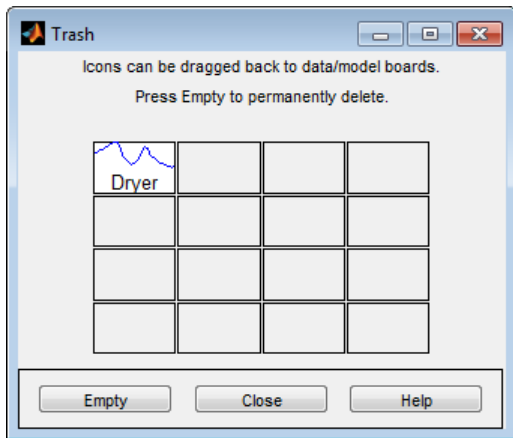 Trash
Icons can be dragged back to data/model boards.
Press Empty to permanently delete.
Dryer
Empty Close Help